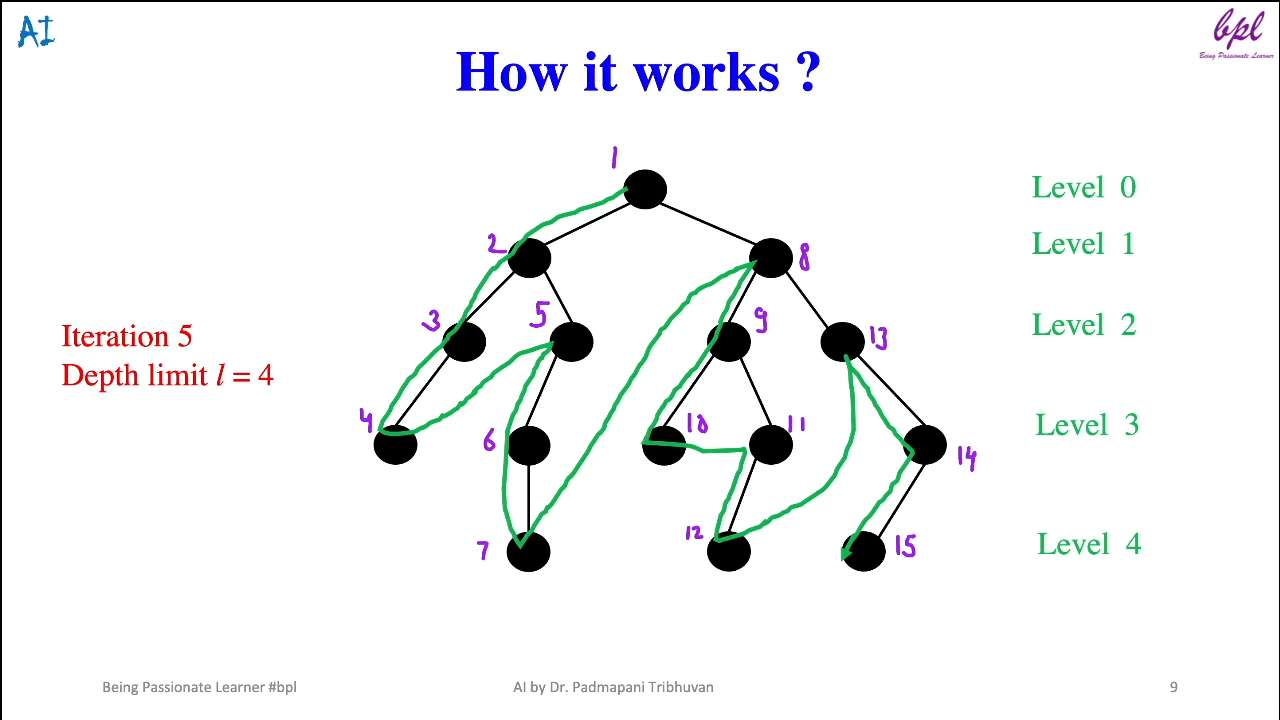 AI
bpl
Being Passionate Learner
How it works ?
1
Level 0
2
8
Level 1
3
5
9
13
Level 2
Iteration 5
Depth limit l = 4
4
6
10
11
14
Level 3
7
12
15
Level 4
Being Passionate Learner #bpl
AI by Dr. Padmapani Tribhuvan
9